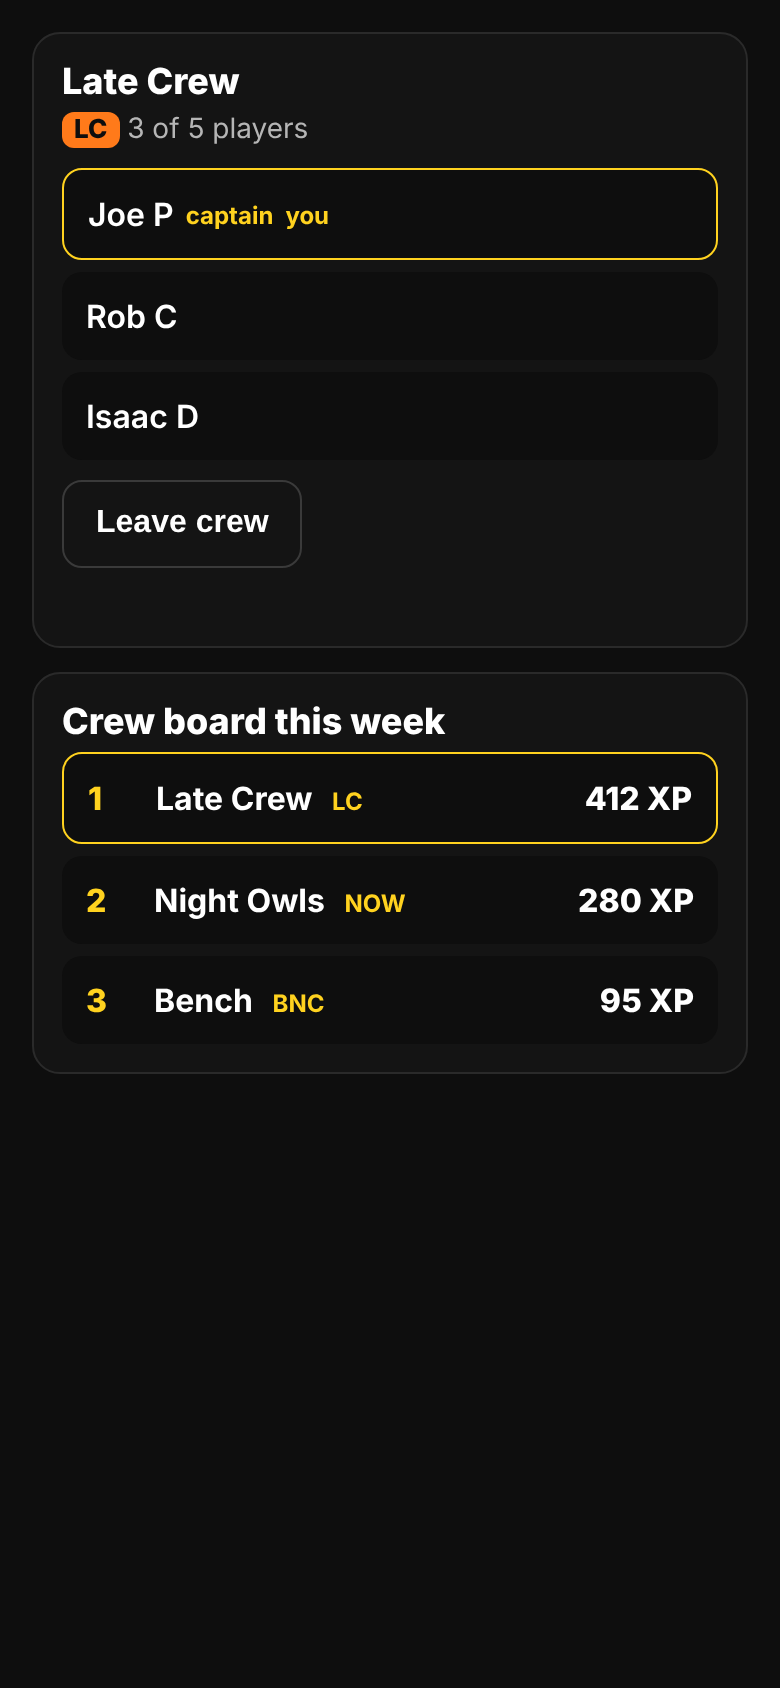 Late Crew
LC 3 of 5 players
Joe P captain you
Rob C
Isaac D
Leave crew
Crew board this week
1 Late Crew LC 412 XP
2 Night Owls NOW 280 XP
3 Bench BNC 95 XP